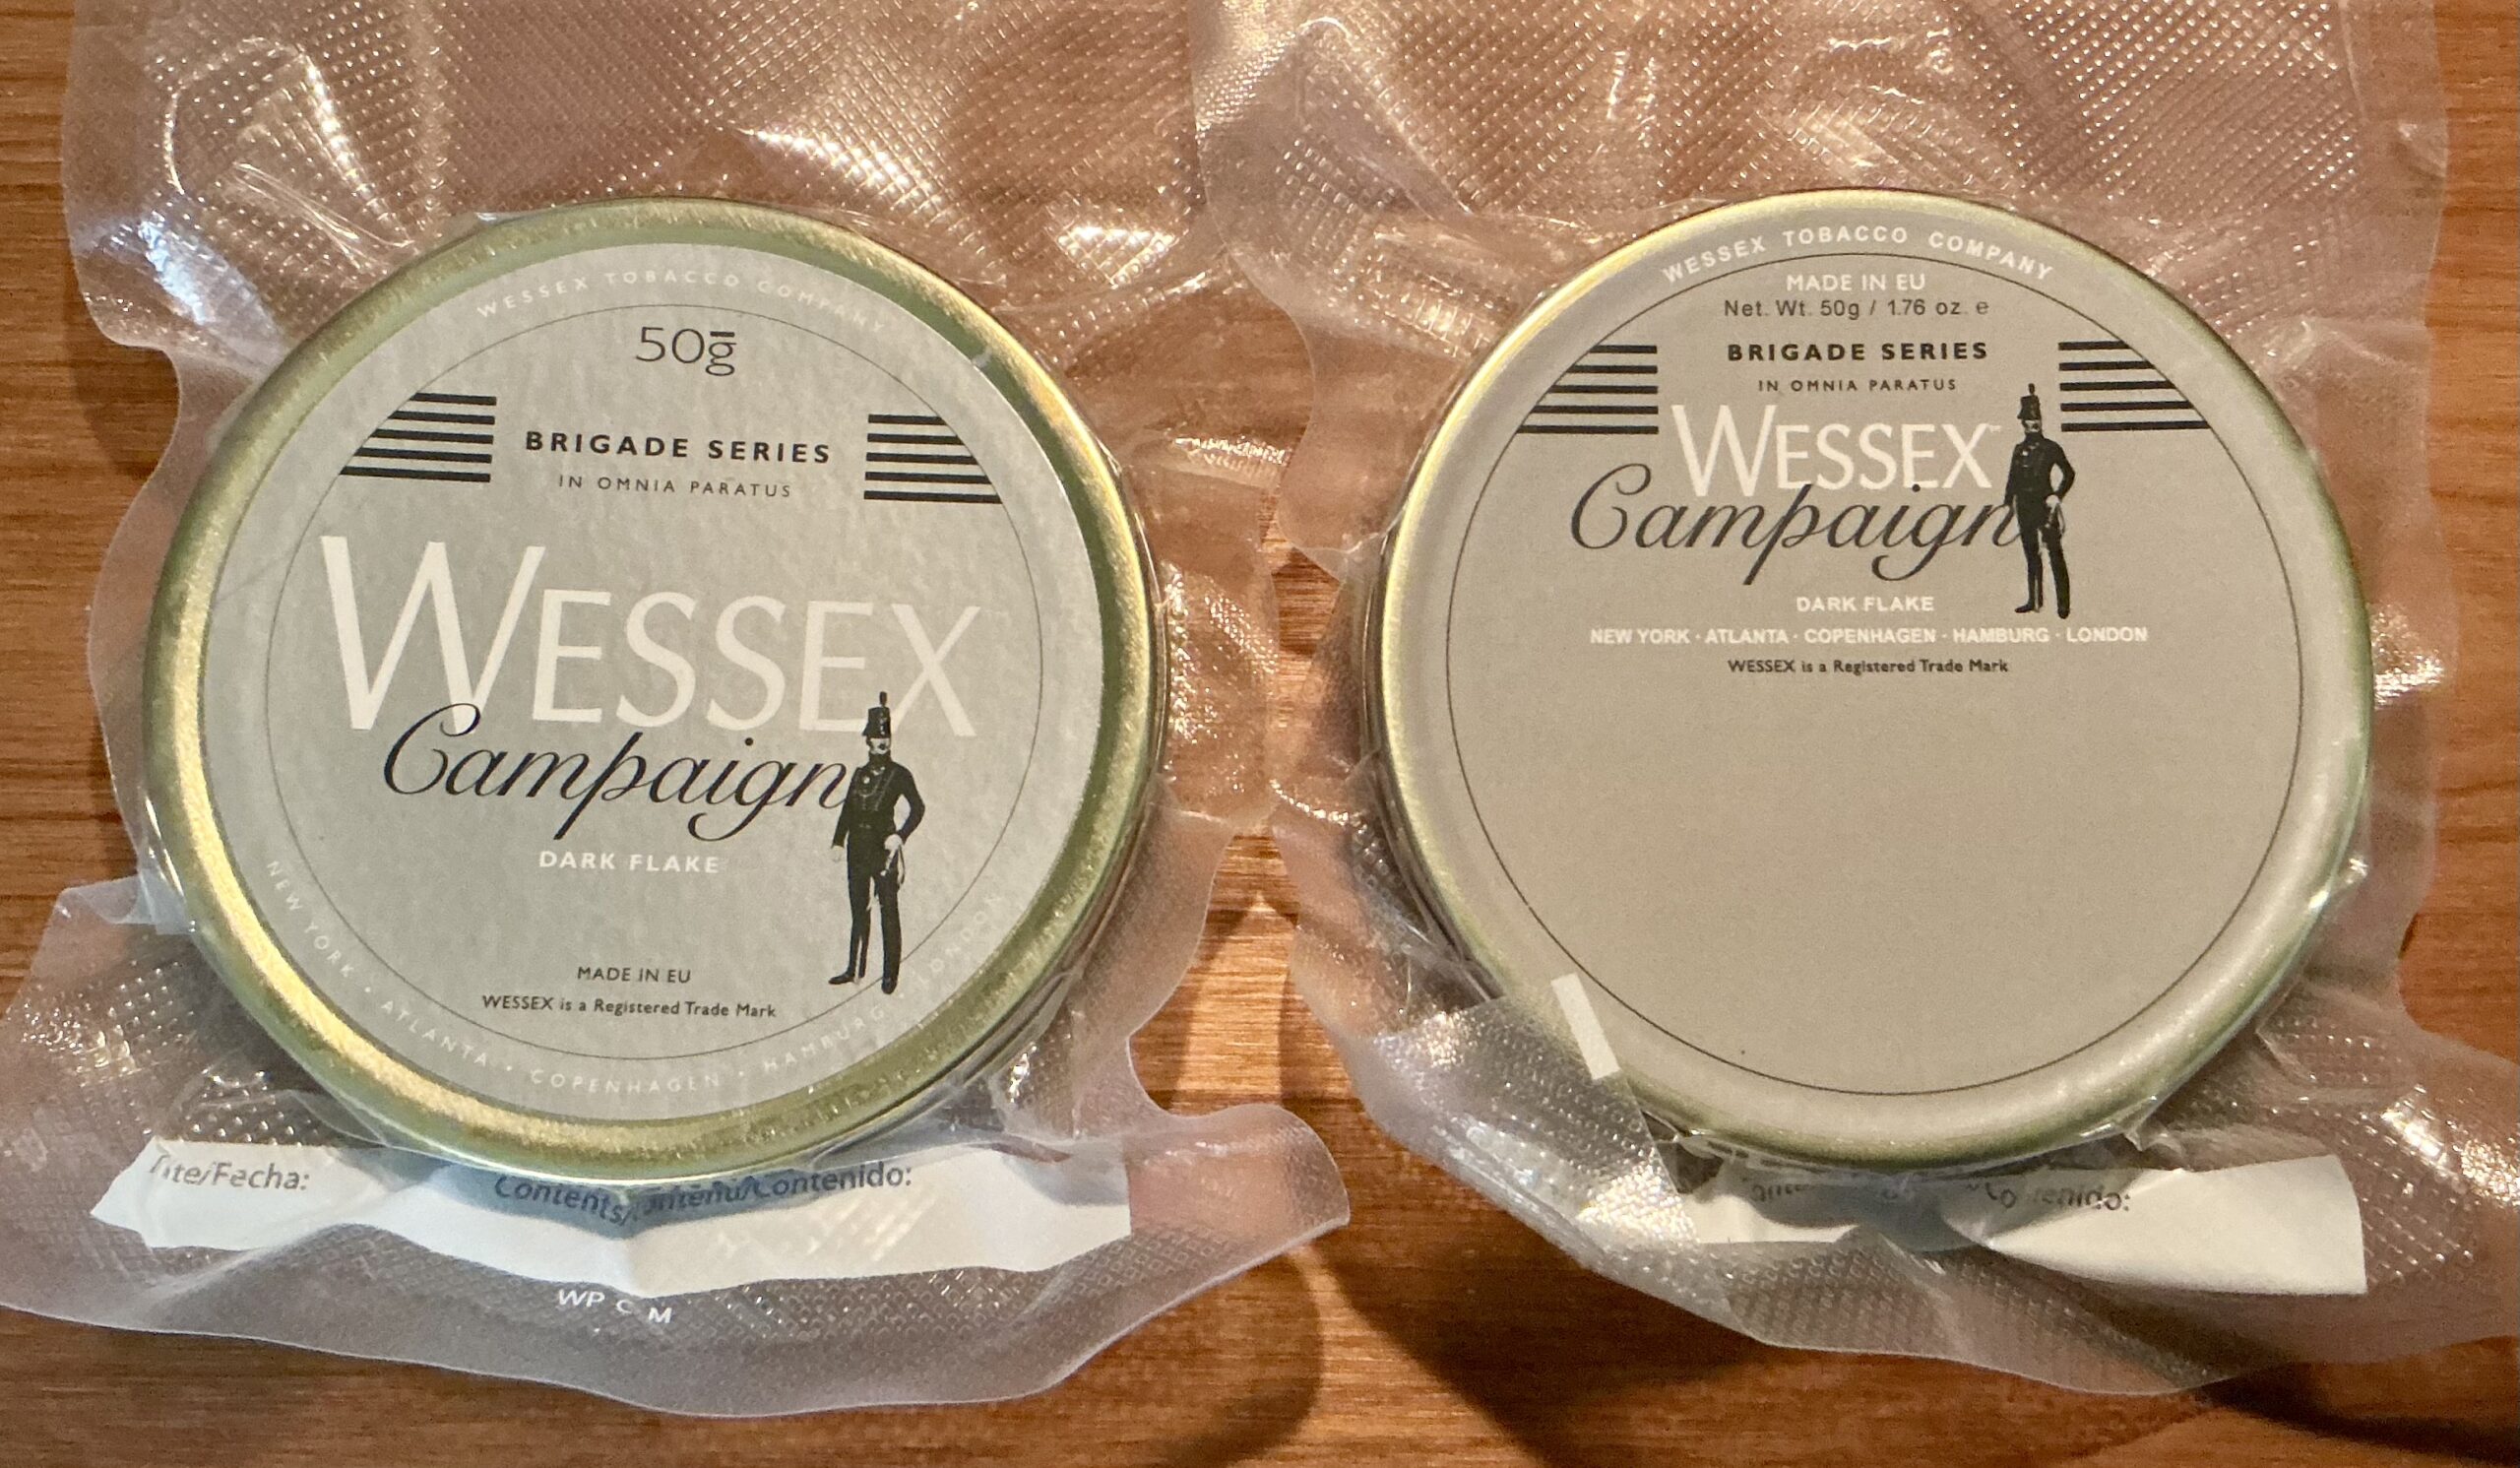 WESSEX TOBACCO COMPANY
50g
BRIGADE SERIES
IN OMNIA PARATUS
WESSEX
Campaign
DARK FLAKE
MADE IN EU
WESSEX is a Registered Trade Mark
NEW YORK · ATLANTA · COPENHAGEN · HAMBURG · LONDON
/Fecha:
Contenido:
WESSEX TOBACCO COMPANY
MADE IN EU
Net. Wt. 50g / 1.76 oz. e
BRIGADE SERIES
IN OMNIA PARATUS
WESSEX™
Campaign
DARK FLAKE
NEW YORK · ATLANTA · COPENHAGEN · HAMBURG · LONDON
WESSEX is a Registered Trade Mark